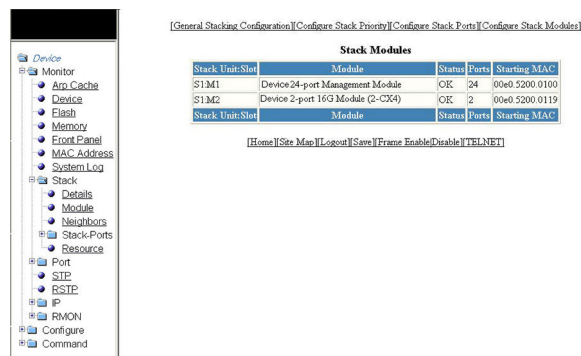 [General Stacking Configuration][Configure Stack Priority][Configure Stack Ports][Configure Stack Modules]
Stack Modules
Stack Unit:Slot Module Status Ports Starting MAC
S1:M1 Device 24-port Management Module OK 24 00e0.5200.0100
S1:M2 Device 2-port 16G Module (2-CX4) OK 2 00e0.5200.0119
Stack Unit:Slot Module Status Ports Starting MAC
[Home][Site Map][Logout][Save][Frame Enable|Disable][TELNET]
Device
Monitor
Arp Cache
Device
Flash
Memory
Front Panel
MAC Address
System Log
Stack
Details
Module
Neighbors
Stack-Ports
Resource
Port
STP
RSTP
IP
RMON
Configure
Command